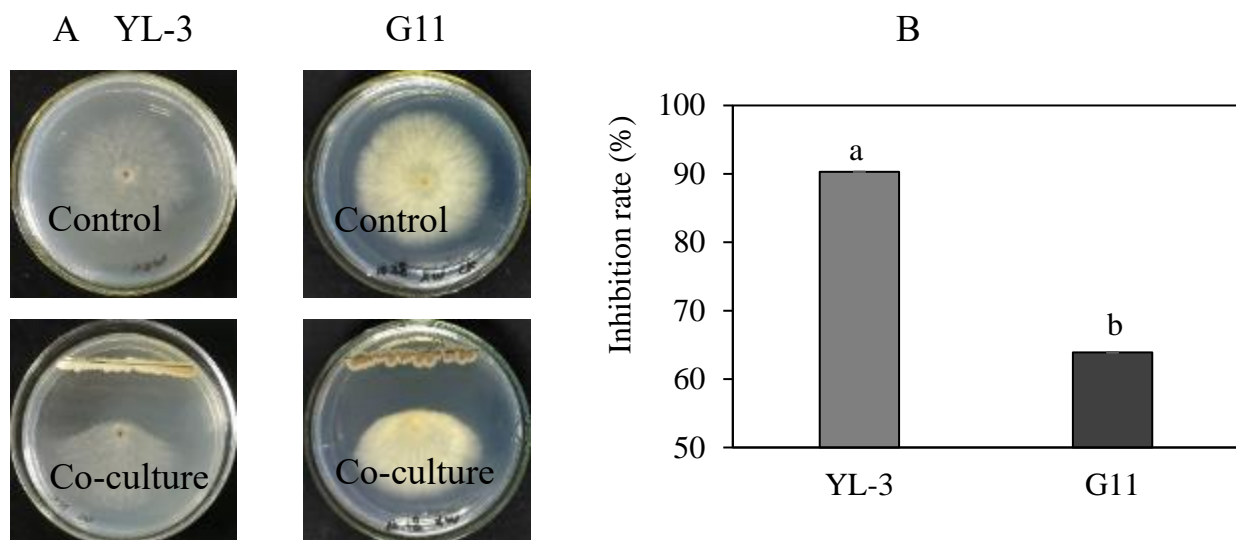 A YL-3 G11
Control
Control
Co-culture
Co-culture
B
Inhibition rate (%)
100
90
80
70
60
50
a
b
YL-3
G11